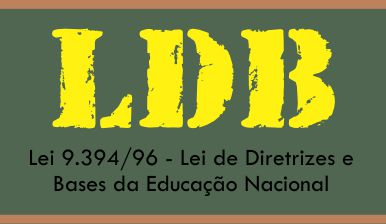 LDB
Lei 9.394/96 - Lei de Diretrizes e
Bases da Educação Nacional